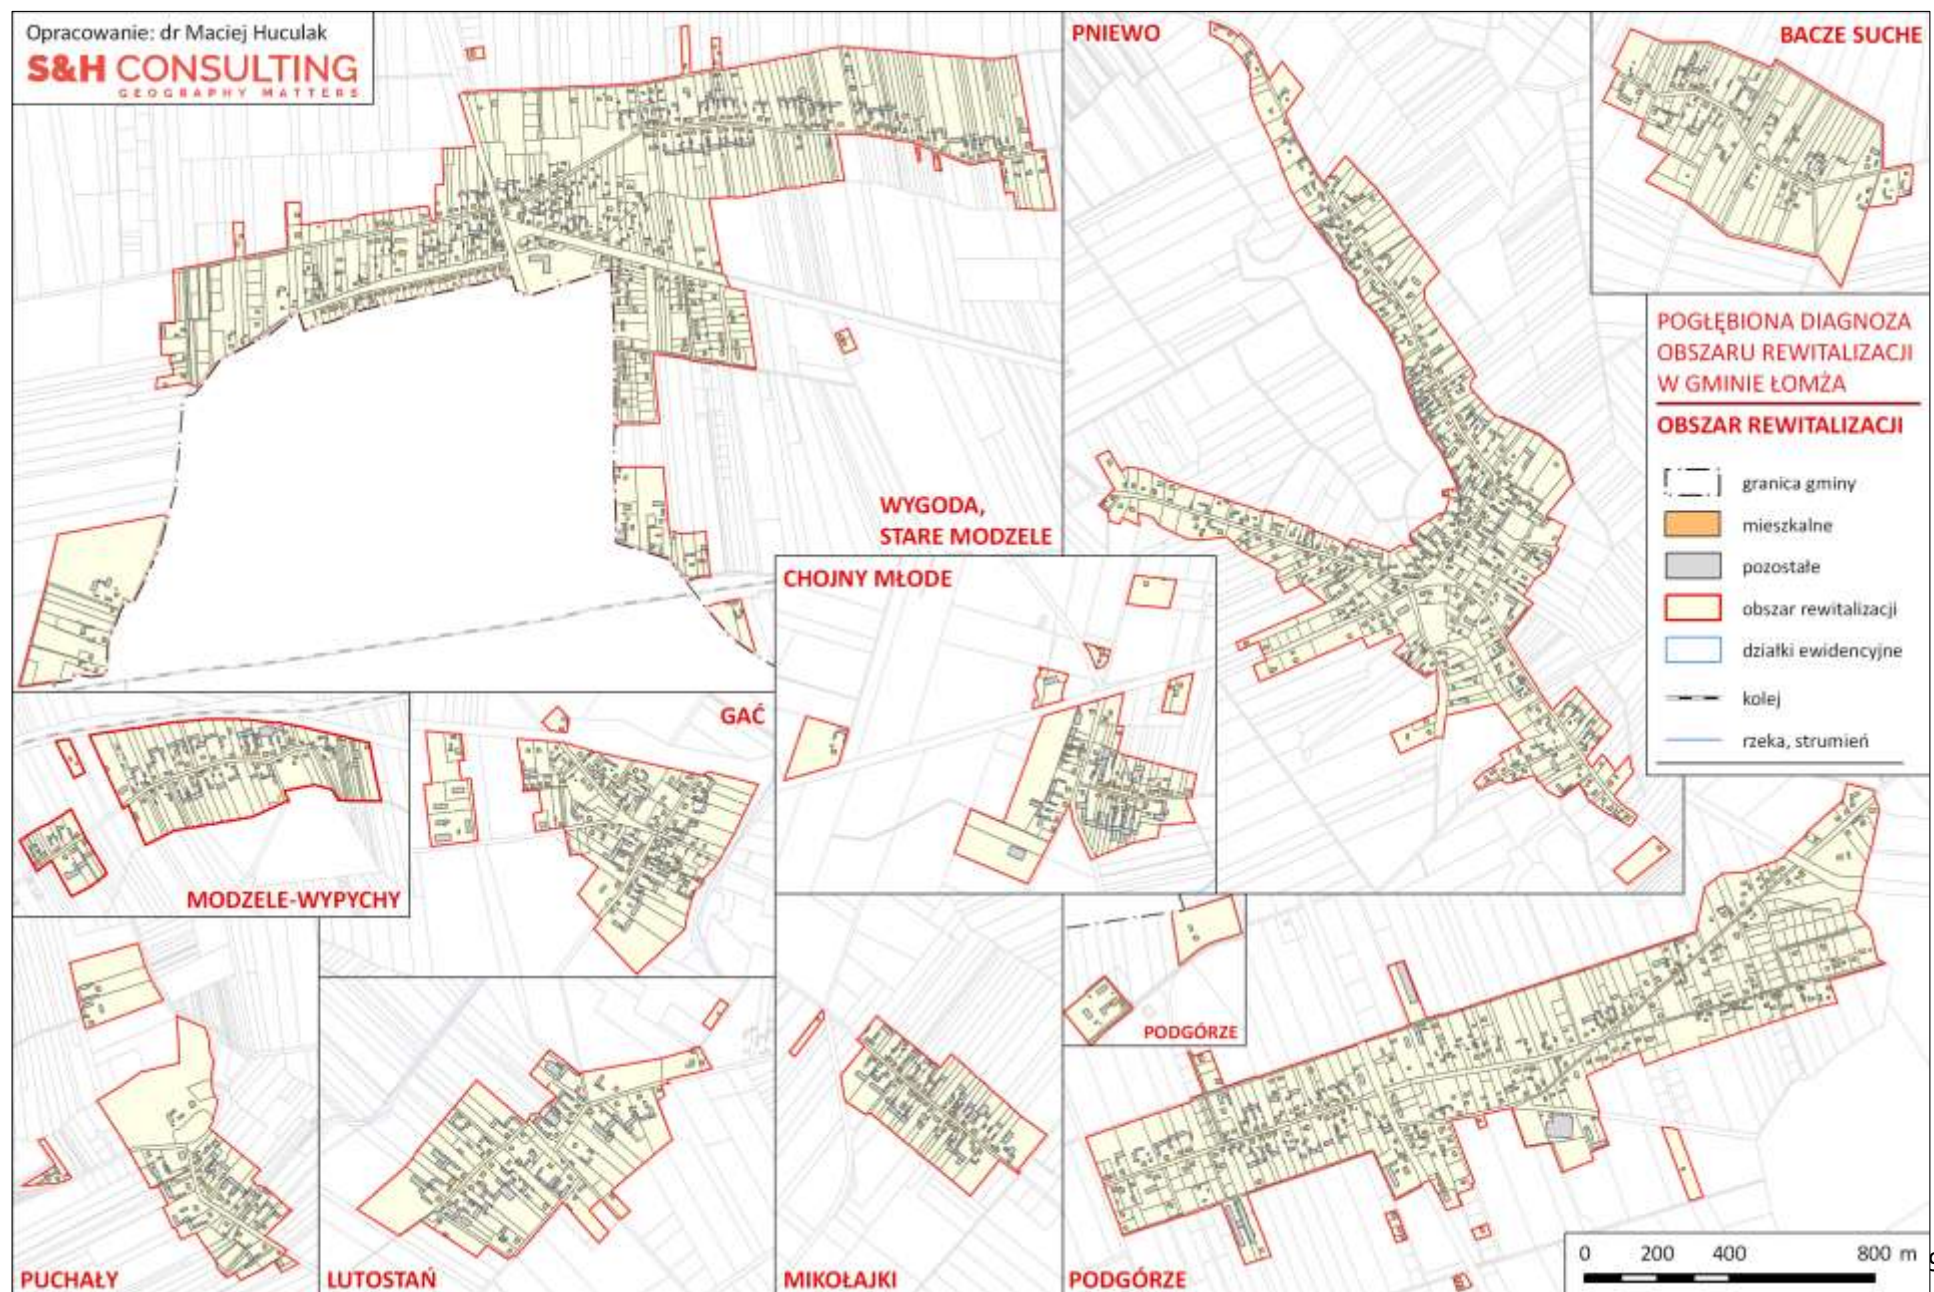 Opracowanie: dr Maciej Huculak
S&H CONSULTING
GEOGRAPHY MATTERS
PNIEWO
BACZE SUCHE
POGŁĘBIONA DIAGNOZA
OBSZARU REWITALIZACJI
W GMINIE ŁOMŻA
OBSZAR REWITALIZACJI
granica gminy
mieszkalne
pozostałe
obszar rewitalizacji
działki ewidencyjne
kolej
rzeka, strumień
WYGODA,
STARE MODZELE
CHOJNY MŁODE
GAĆ
MODZELE-WYPYCHY
PODGÓRZE
PUCHAŁY
LUTOSTAŃ
MIKOŁAJKI
PODGÓRZE
0 200 400 800 m